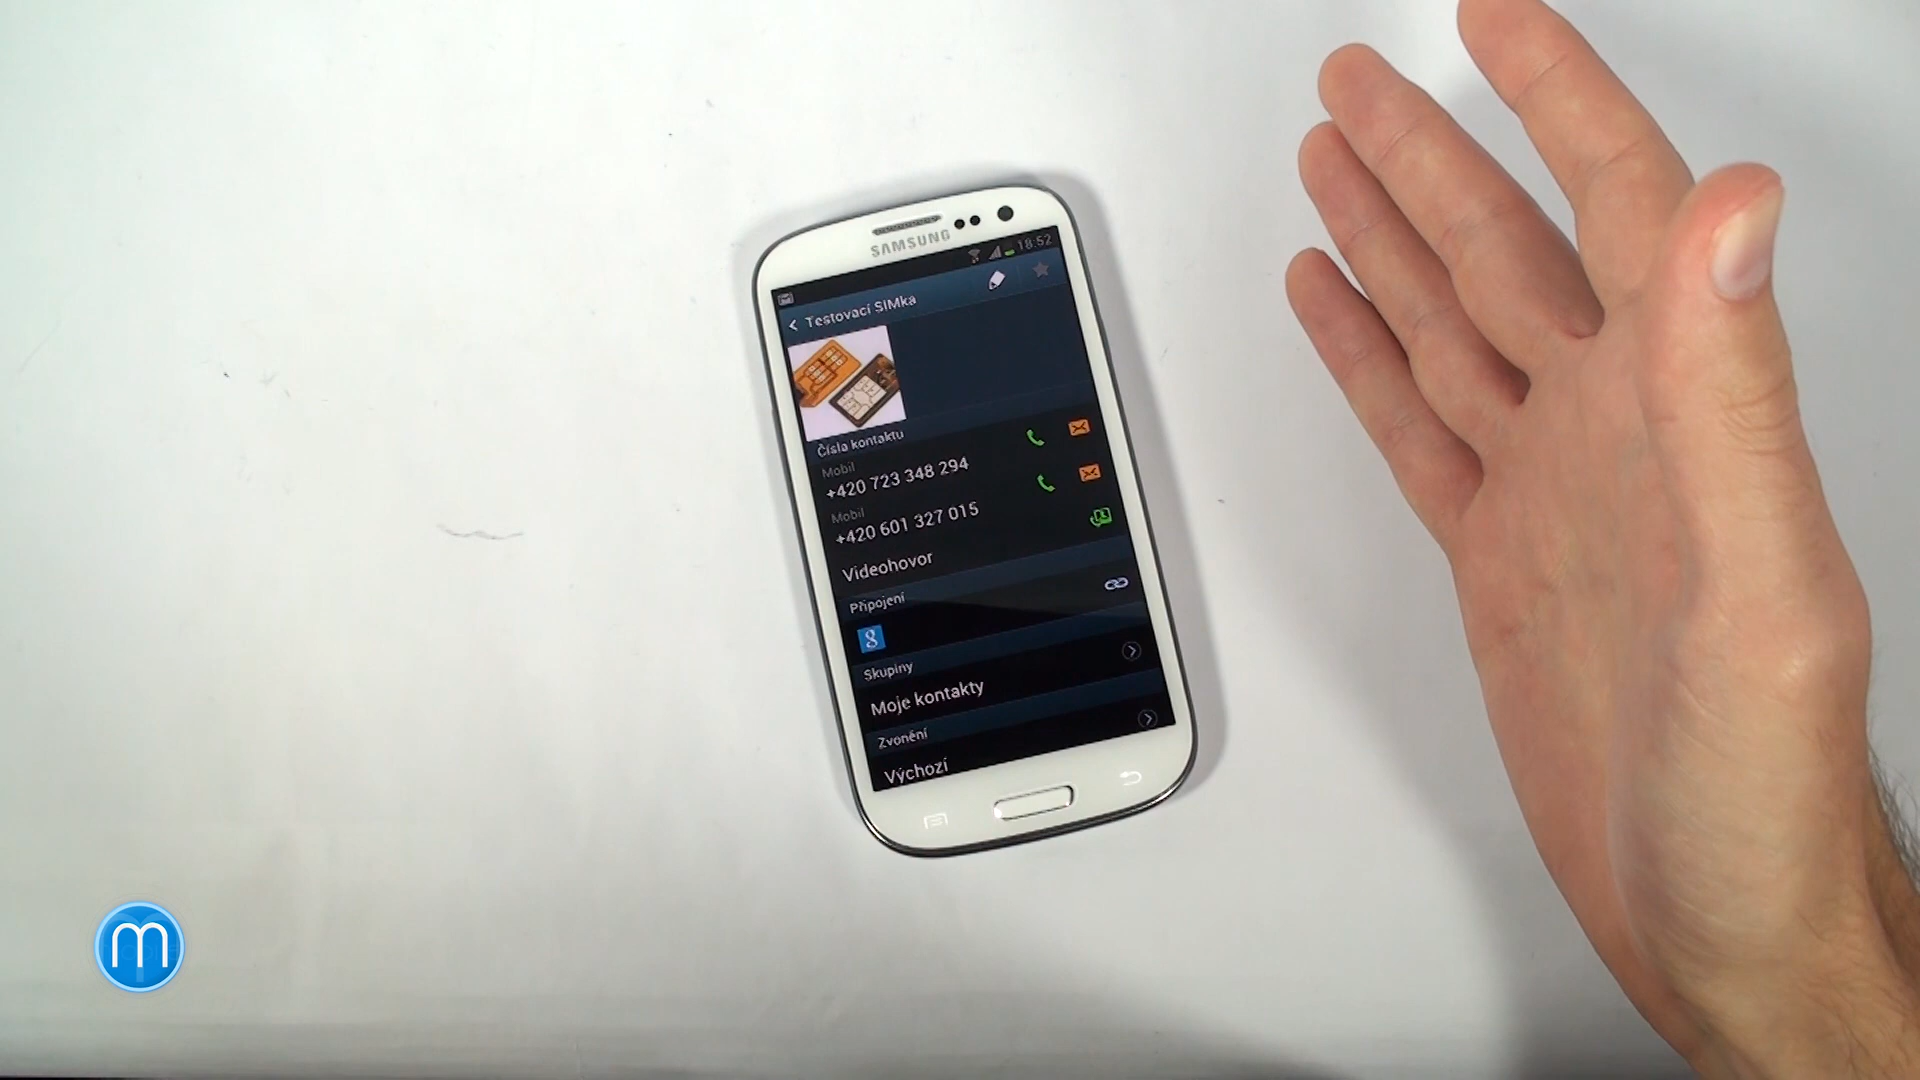 SAMSUNG
18:52
Testovací SIMka
Čísla kontaktu
Mobil
+420 723 348 294
Mobil
+420 601 327 015
Videohovor
Připojení
8
Skupiny
Moje kontakty
Zvonění
Výchozí
m